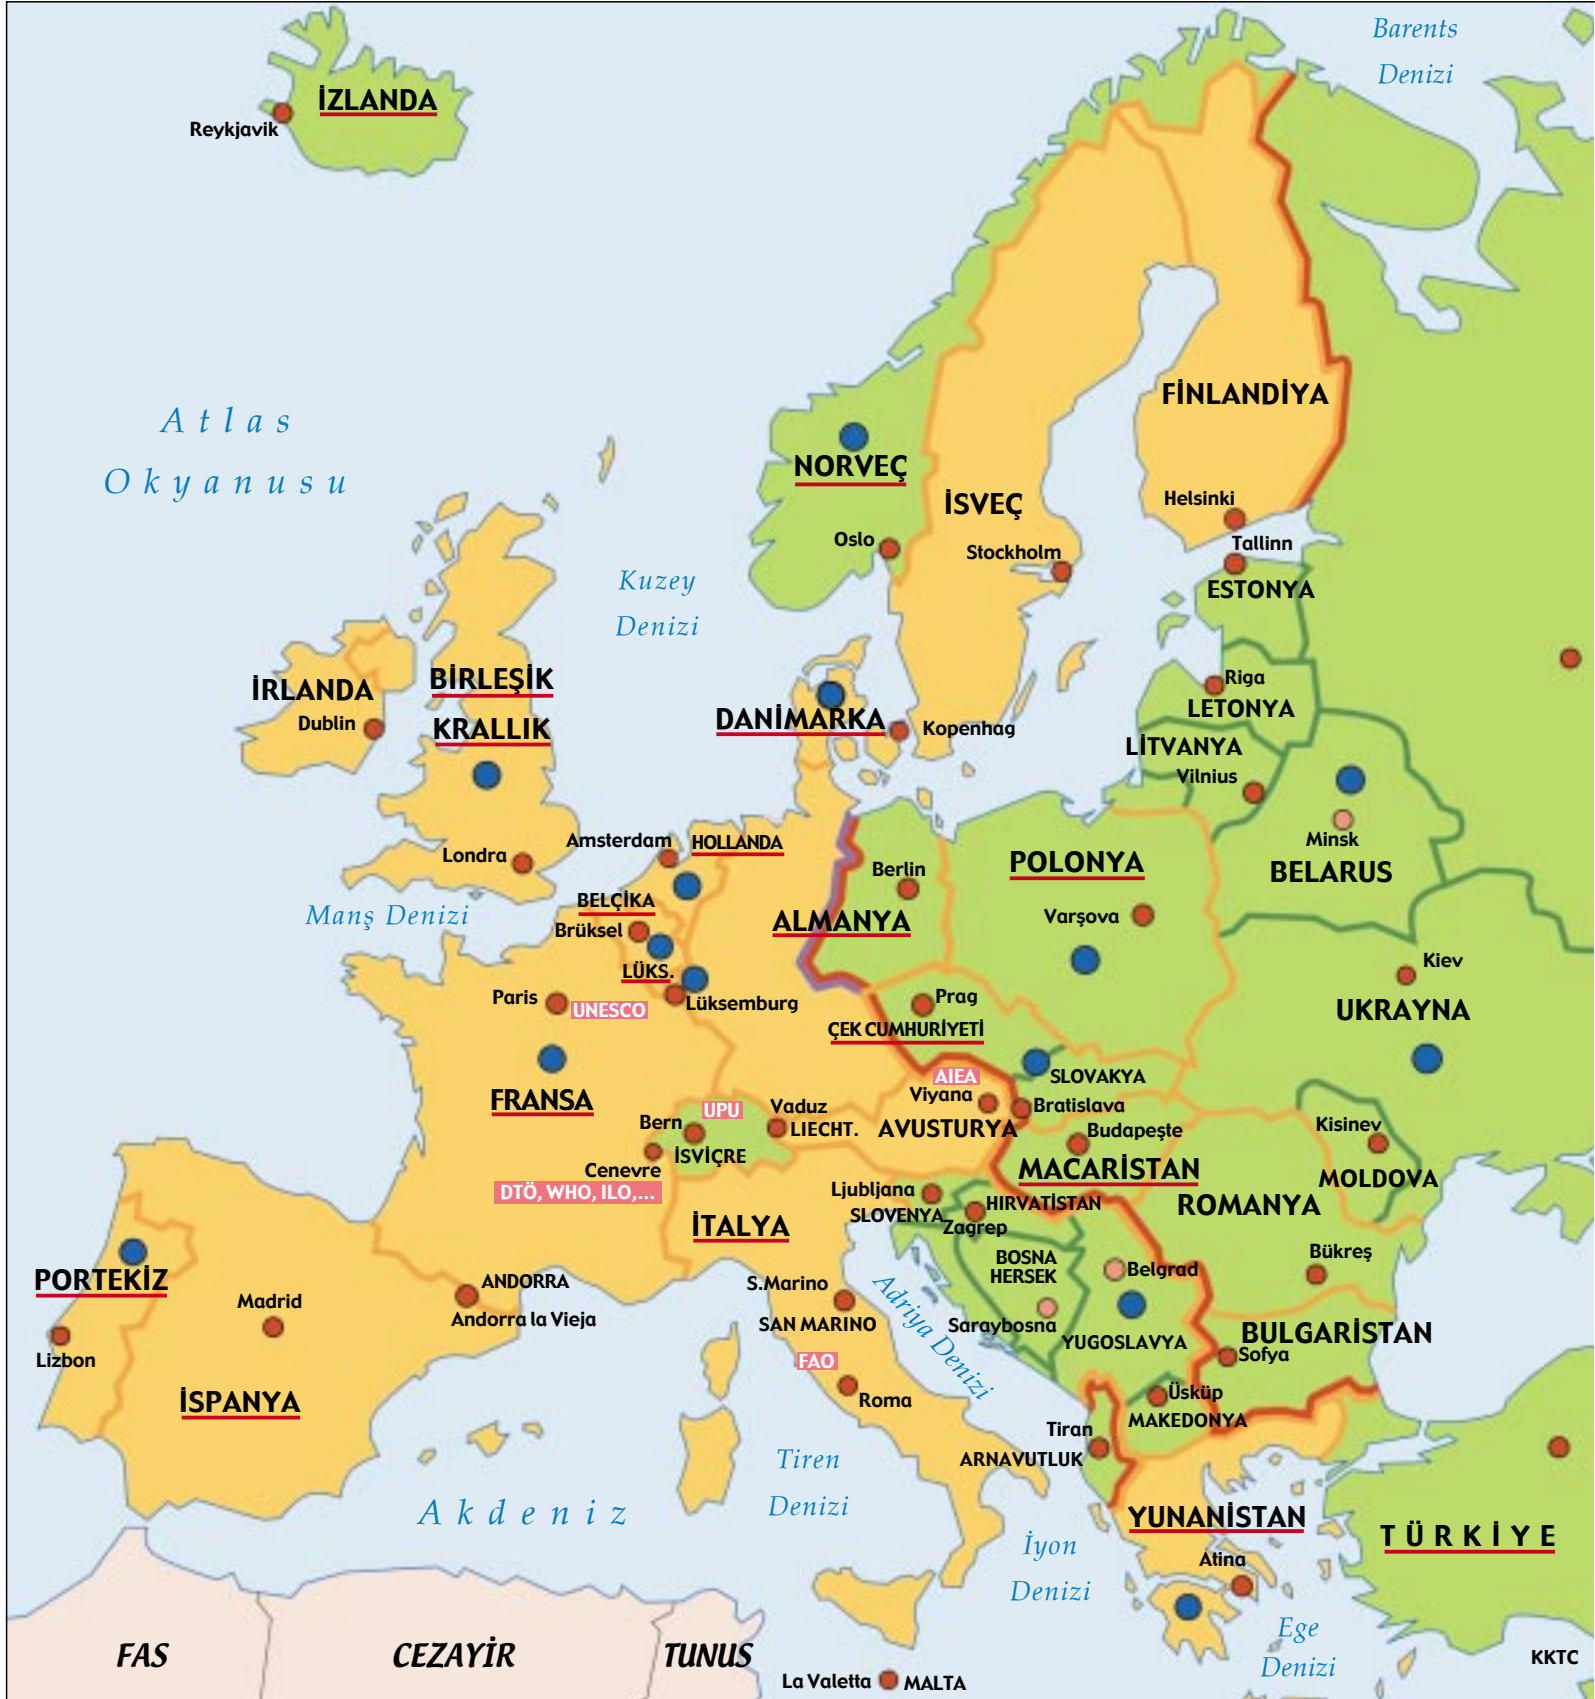 Barents
Denizi
İZLANDA
Reykjavik
Atlas
Okyanusu
FİNLANDİYA
NORVEÇ
İSVEÇ
Helsinki
Oslo
Stockholm
Tallinn
ESTONYA
Kuzey
Denizi
BİRLEŞİK
KRALLIK
İRLANDA
Dublin
Riga
LETONYA
DANİMARKA
Kopenhag
LİTVANYA
Vilnius
Minsk
BELARUS
Londra
Amsterdam
HOLLANDA
Berlin
POLONYA
Manş Denizi
BELÇİKA
Brüksel
ALMANYA
Varşova
LÜKS.
Lüksemburg
Kiev
UKRAYNA
Paris
UNESCO
Prag
ÇEK CUMHURİYETİ
FRANSA
AIEA
Viyana
SLOVAKYA
Bratislava
UPU
Bern
Vaduz
LIECHT.
AVUSTURYA
Budapeşte
Kisinev
İSVİÇRE
Cenevre
DTÖ, WHO, ILO,...
MACARİSTAN
MOLDOVA
Ljubljana
SLOVENYA
HIRVATİSTAN
Zagrep
ROMANYA
İTALYA
PORTEKİZ
ANDORRA
Andorra la Vieja
Madrid
Lizbon
İSPANYA
S.Marino
SAN MARINO
Adriya Denizi
BOSNA
HERSEK
Saraybosna
Belgrad
YUGOSLAVYA
Bükreş
BULGARİSTAN
Sofya
FAO
Roma
Üsküp
MAKEDONYA
Tiran
ARNAVUTLUK
Tiren
Denizi
Akdeniz
İyon
Denizi
YUNANİSTAN
Atina
TÜRKİYE
Ege
Denizi
FAS
CEZAYİR
TUNUS
La Valetta
MALTA
KKTC